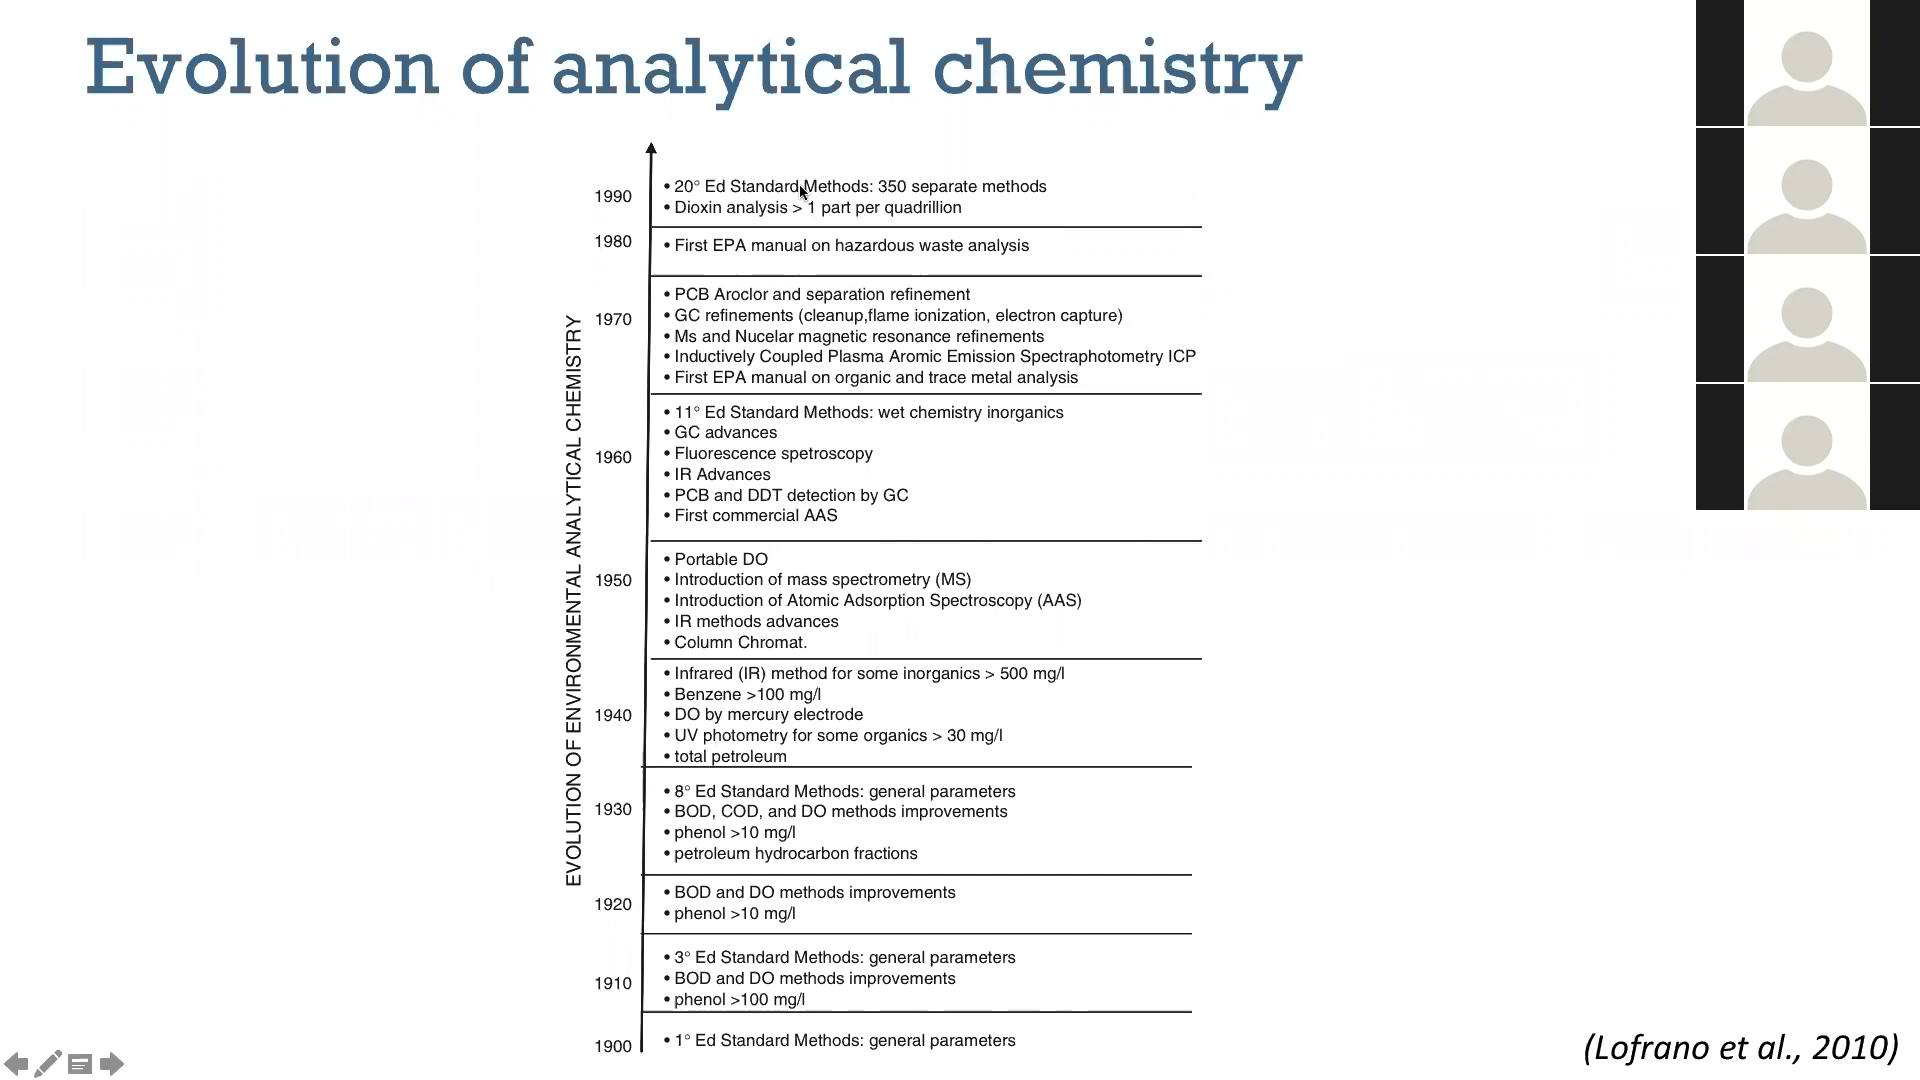 Evolution of analytical chemistry
EVOLUTION OF ENVIRONMENTAL ANALYTICAL CHEMISTRY
1990
• 20° Ed Standard Methods: 350 separate methods
• Dioxin analysis > 1 part per quadrillion
1980
• First EPA manual on hazardous waste analysis
1970
• PCB Aroclor and separation refinement
• GC refinements (cleanup,flame ionization, electron capture)
• Ms and Nucelar magnetic resonance refinements
• Inductively Coupled Plasma Aromic Emission Spectraphotometry ICP
• First EPA manual on organic and trace metal analysis
1960
• 11° Ed Standard Methods: wet chemistry inorganics
• GC advances
• Fluorescence spetroscopy
• IR Advances
• PCB and DDT detection by GC
• First commercial AAS
1950
• Portable DO
• Introduction of mass spectrometry (MS)
• Introduction of Atomic Adsorption Spectroscopy (AAS)
• IR methods advances
• Column Chromat.
1940
• Infrared (IR) method for some inorganics > 500 mg/l
• Benzene >100 mg/l
• DO by mercury electrode
• UV photometry for some organics > 30 mg/l
• total petroleum
1930
• 8° Ed Standard Methods: general parameters
• BOD, COD, and DO methods improvements
• phenol >10 mg/l
• petroleum hydrocarbon fractions
1920
• BOD and DO methods improvements
• phenol >10 mg/l
1910
• 3° Ed Standard Methods: general parameters
• BOD and DO methods improvements
• phenol >100 mg/l
1900
• 1° Ed Standard Methods: general parameters
(Lofrano et al., 2010)